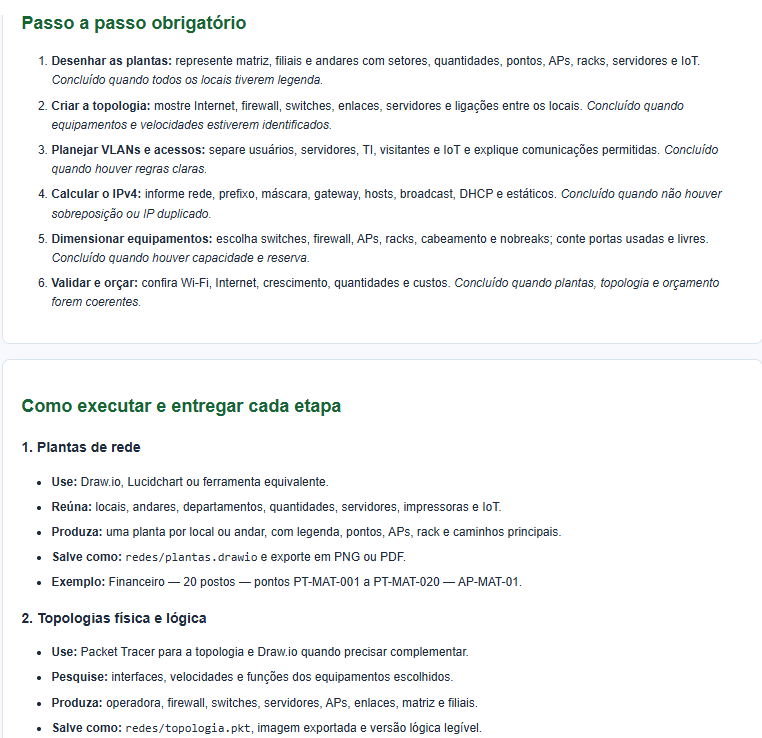 Passo a passo obrigatório
1. Desenhar as plantas: represente matriz, filiais e andares com setores, quantidades, pontos, APs, racks, servidores e IoT.
Concluído quando todos os locais tiverem legenda.
2. Criar a topologia: mostre Internet, firewall, switches, enlaces, servidores e ligações entre os locais. Concluído quando
equipamentos e velocidades estiverem identificados.
3. Planejar VLANs e acessos: separe usuários, servidores, TI, visitantes e IoT e explique comunicações permitidas. Concluído
quando houver regras claras.
4. Calcular o IPv4: informe rede, prefixo, máscara, gateway, hosts, broadcast, DHCP e estáticos. Concluído quando não houver
sobreposição ou IP duplicado.
5. Dimensionar equipamentos: escolha switches, firewall, APs, racks, cabeamento e nobreaks; conte portas usadas e livres.
Concluído quando houver capacidade e reserva.
6. Validar e orçar: confira Wi-Fi, Internet, crescimento, quantidades e custos. Concluído quando plantas, topologia e orçamento
forem coerentes.
Como executar e entregar cada etapa
1. Plantas de rede
• Use: Draw.io, Lucidchart ou ferramenta equivalente.
• Reúna: locais, andares, departamentos, quantidades, servidores, impressoras e IoT.
• Produza: uma planta por local ou andar, com legenda, pontos, APs, rack e caminhos principais.
• Salve como: redes/plantas.drawio e exporte em PNG ou PDF.
• Exemplo: Financeiro — 20 postos — pontos PT-MAT-001 a PT-MAT-020 — AP-MAT-01.
2. Topologias física e lógica
• Use: Packet Tracer para a topologia e Draw.io quando precisar complementar.
• Pesquise: interfaces, velocidades e funções dos equipamentos escolhidos.
• Produza: operadora, firewall, switches, servidores, APs, enlaces, matriz e filiais.
• Salve como: redes/topologia.pkt, imagem exportada e versão lógica legível.